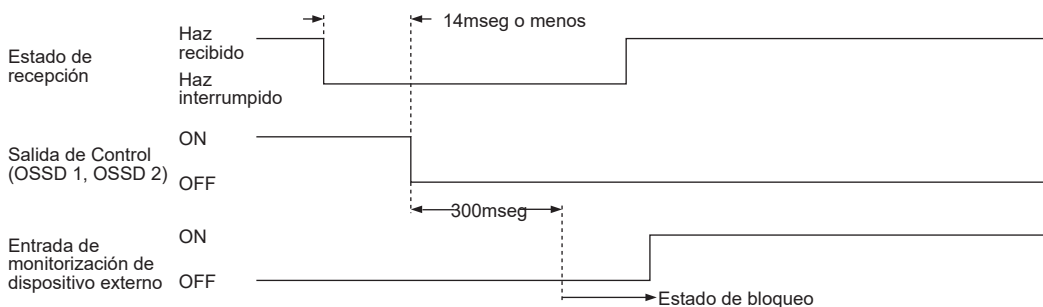 14mseg o menos
Haz
recibido
Estado de
recepción
Haz
interrumpido
ON
Salida de Control
(OSSD 1, OSSD 2)
OFF
300mseg
ON
Entrada de
monitorización de
dispositivo externo
OFF
Estado de bloqueo